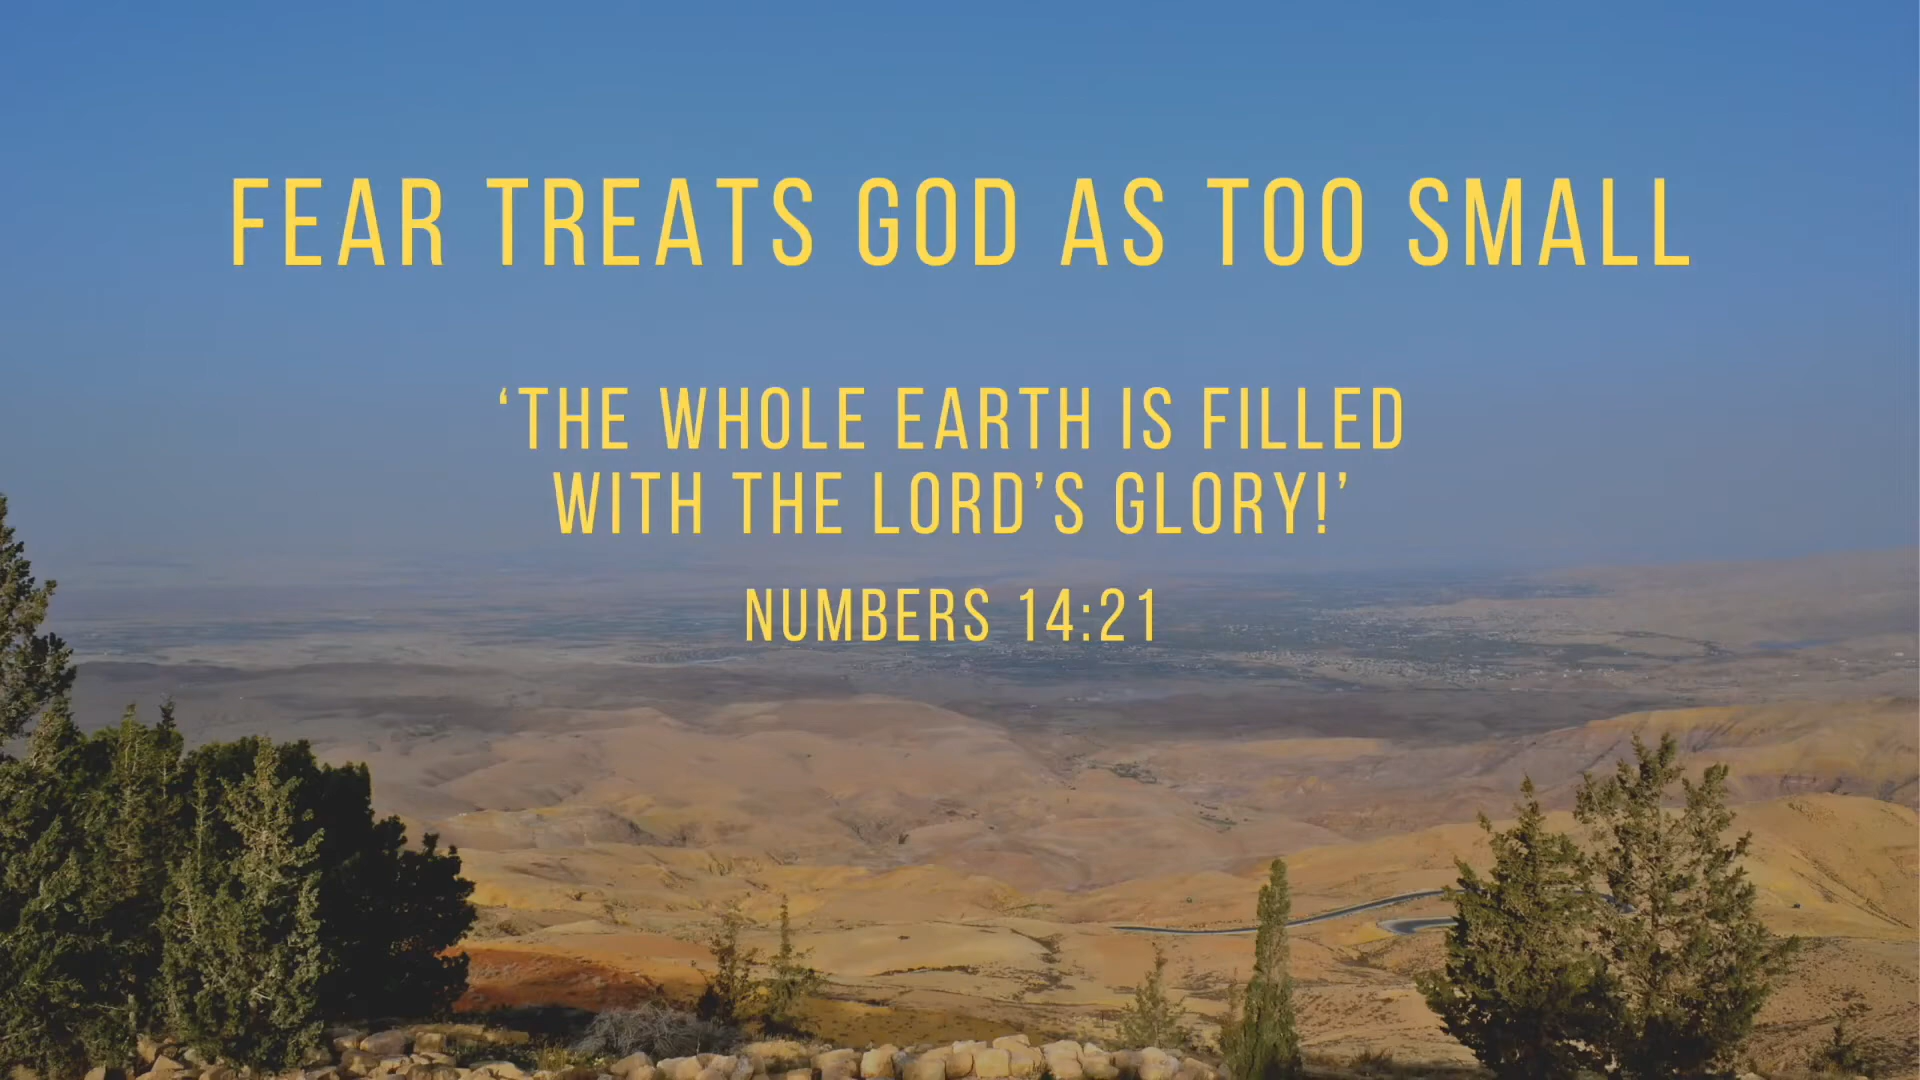 FEAR TREATS GOD AS TOO SMALL
‘THE WHOLE EARTH IS FILLED
WITH THE LORD’S GLORY!’
NUMBERS 14:21